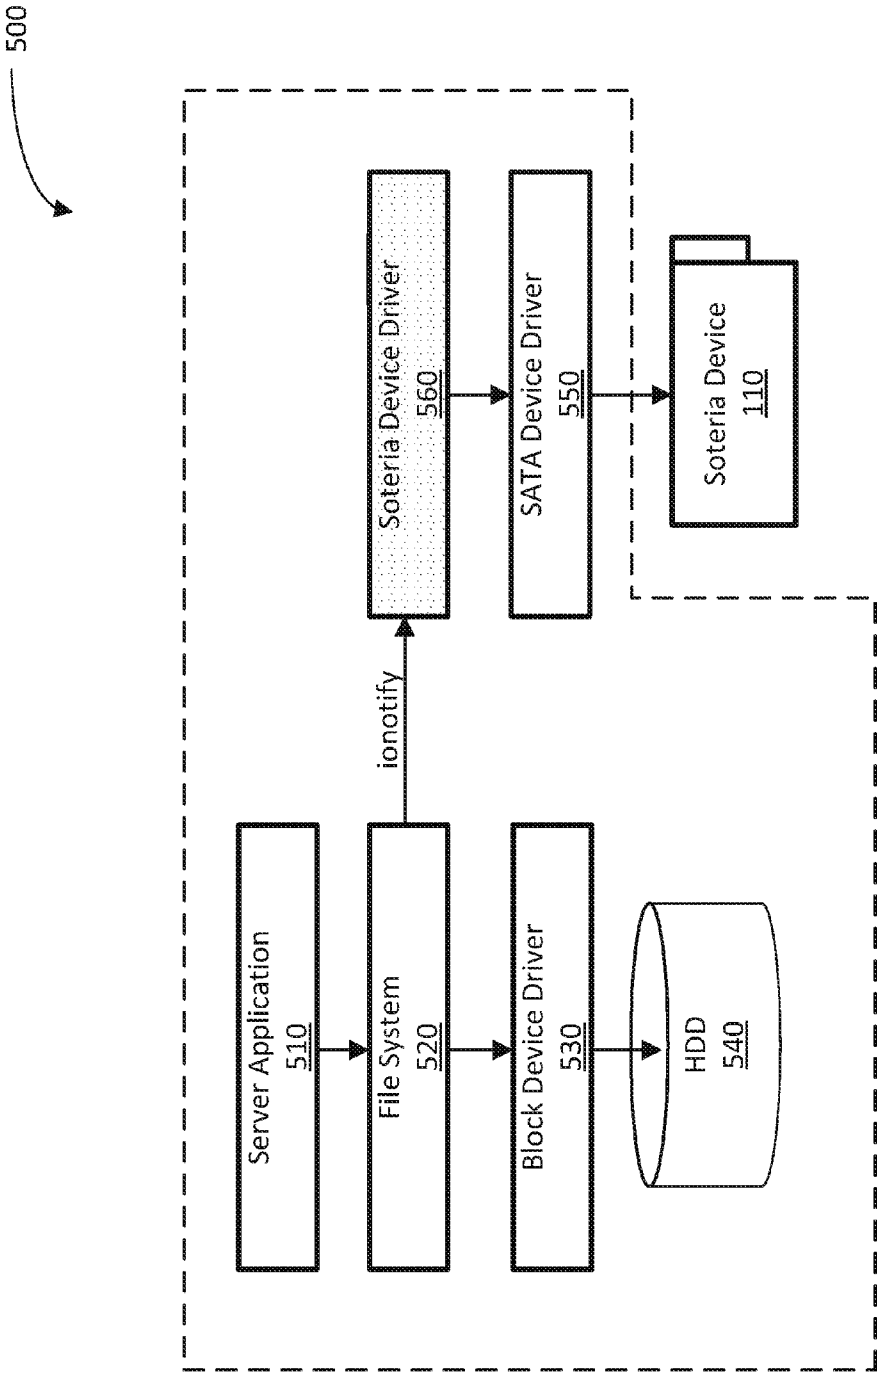 500
Server Application
510
File System
520
Block Device Driver
530
HDD
540
ionotify
Soteria Device Driver
560
SATA Device Driver
550
Soteria Device
110